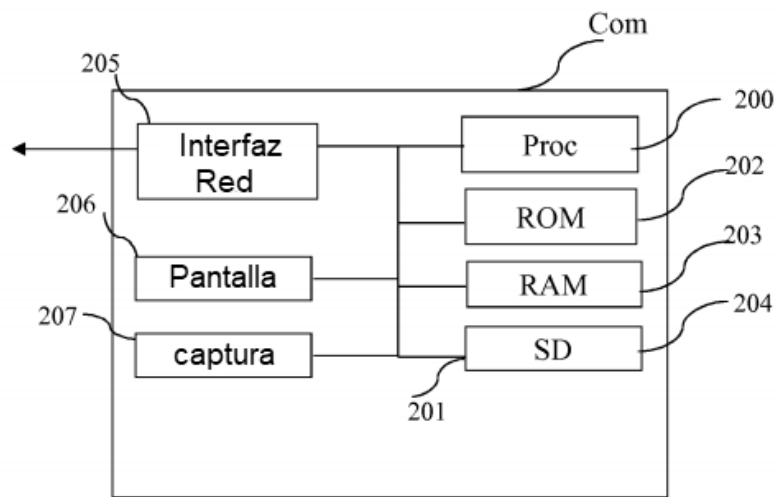 Com
205
200
Interfaz
Red
Proc
202
206
ROM
203
Pantalla
RAM
204
207
captura
SD
201